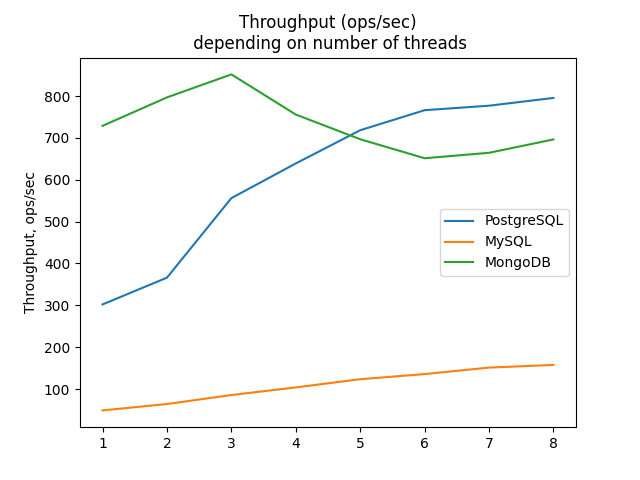 Throughput (ops/sec)
depending on number of threads
Throughput, ops/sec
800
700
600
500
400
300
200
100
PostgreSQL
MySQL
MongoDB
1 2 3 4 5 6 7 8